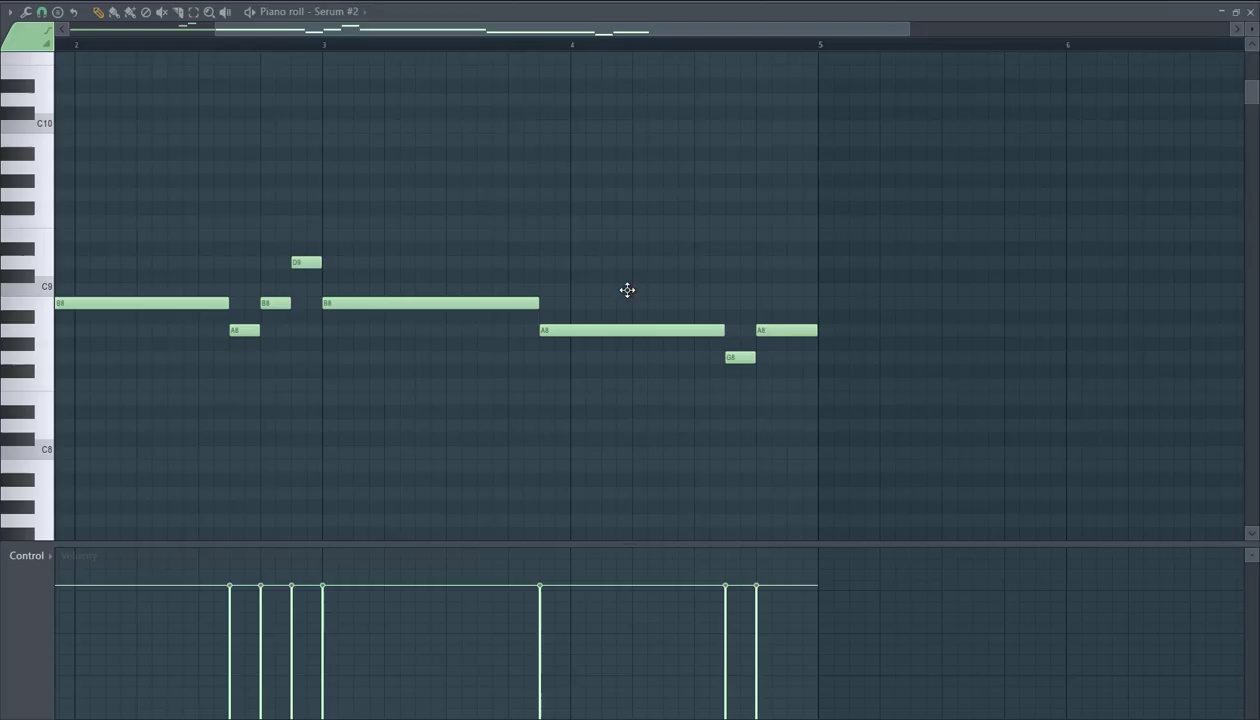 Piano roll - Serum #2
2 3 4 5 6
C10
D9
C9
B8 B8 B8
A8 A8 A8
G8
C8
Control Velocity